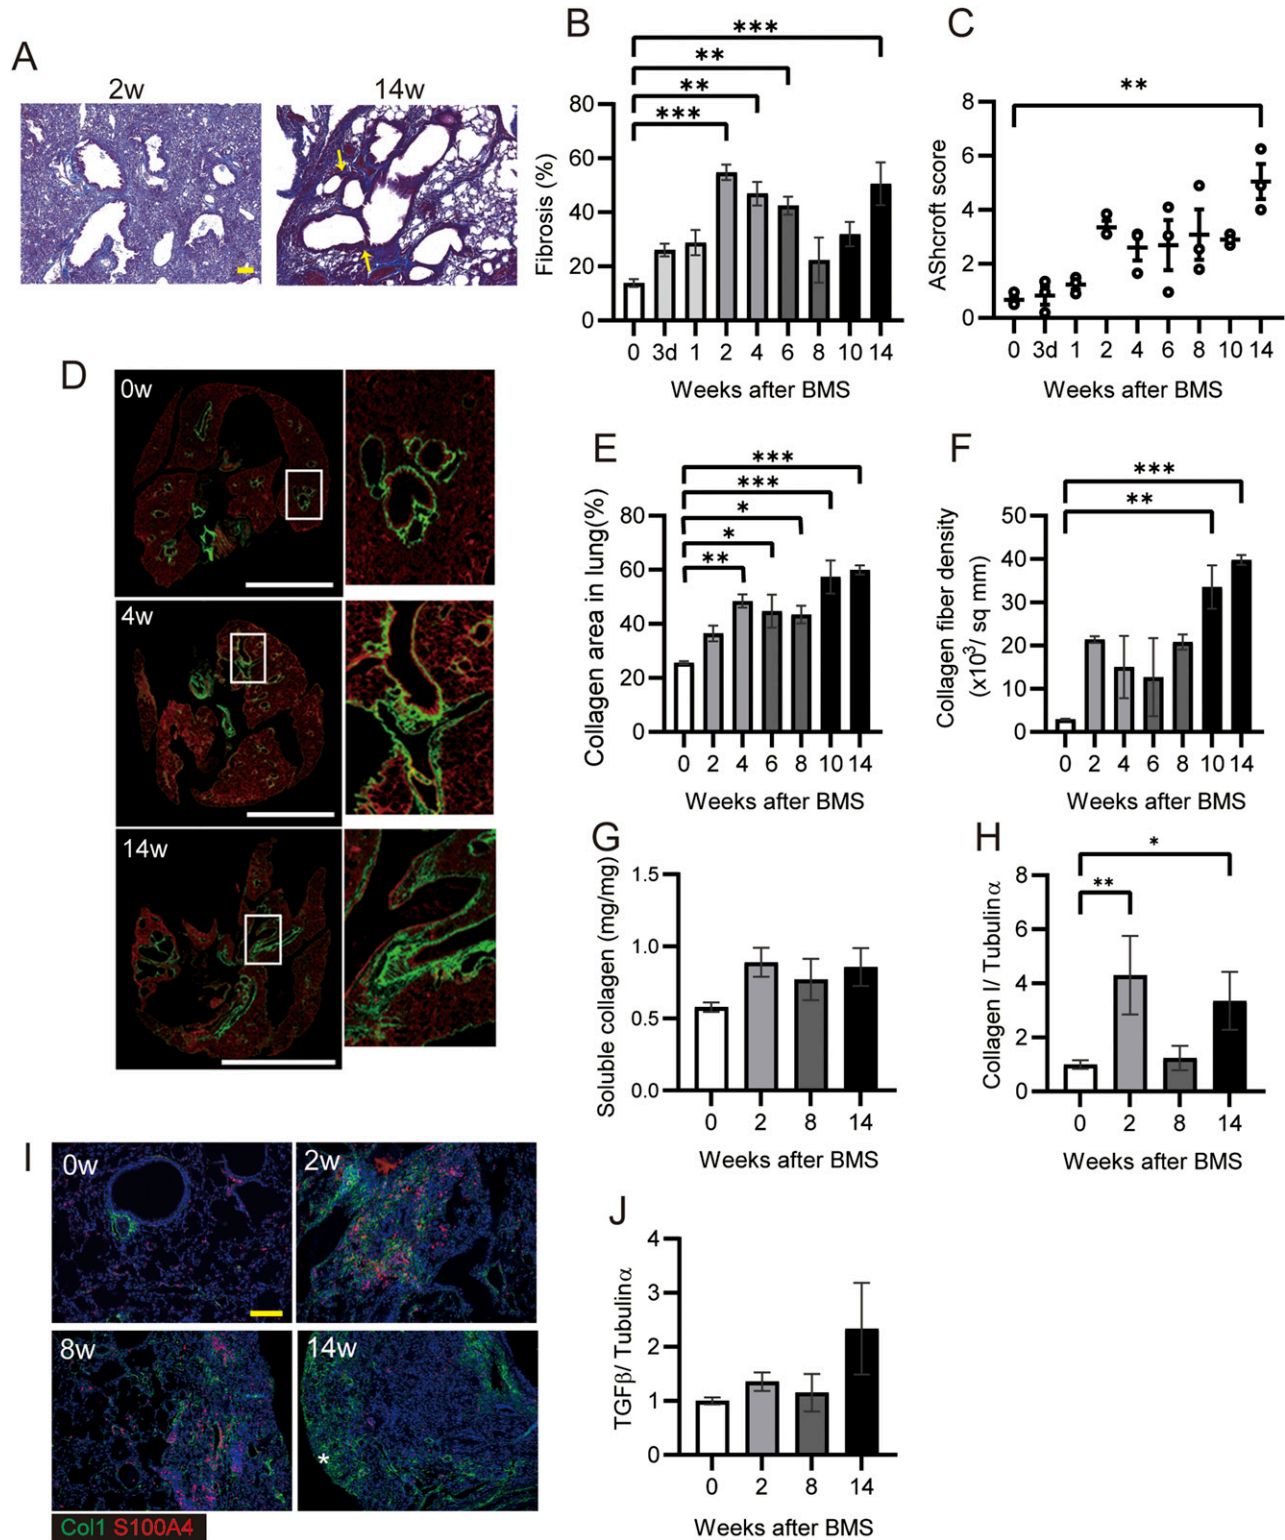 A
2w
14w
B
***
**
**
***
Fibrosis (%)
80
60
40
20
0
0 3d 1 2 4 6 8 10 14
Weeks after BMS
C
**
AShcroft score
8
6
4
2
0
0 3d 1 2 4 6 8 10 14
Weeks after BMS
D
0w
4w
14w
E
***
***
*
*
**
Collagen area in lung(%)
80
60
40
20
0
0 2 4 6 8 10 14
Weeks after BMS
F
***
**
Collagen fiber density
(x10³/ sq mm)
50
40
30
20
10
0
0 2 4 6 8 10 14
Weeks after BMS
G
Soluble collagen (mg/mg)
1.5
1.0
0.5
0.0
0 2 8 14
Weeks after BMS
H
*
**
Collagen I/ Tubulinα
8
6
4
2
0
0 2 8 14
Weeks after BMS
I
0w
2w
8w
14w
*
Col1 S100A4
J
TGFβ/ Tubulinα
4
3
2
1
0
0 2 8 14
Weeks after BMS